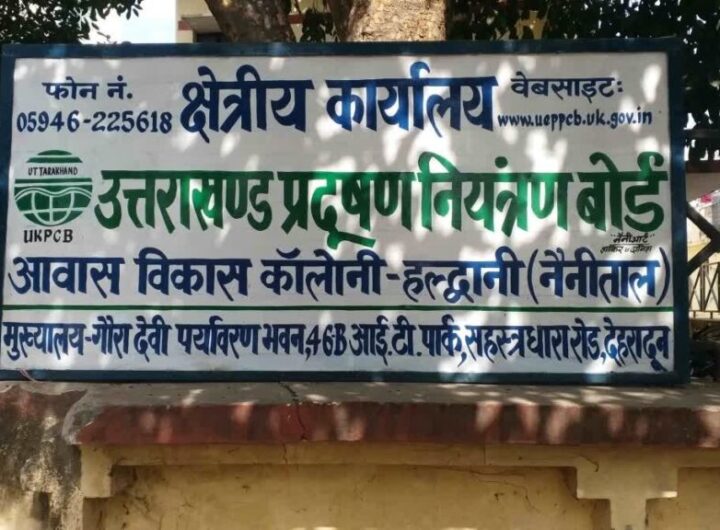 फोन नं. क्षेत्रीय कार्यालय वेबसाइटः
05946-225618 www.ueppcb.uk.gov.in
UTTARAKHAND
UKPCB
उत्तराखण्ड प्रदूषण नियंत्रण बोर्ड
"नैनीआर्ट"
आवास विकास कॉलोनी-हल्द्वानी (नैनीताल)
मुख्यालय-गौरा देवी पर्यावरण भवन,46B आई.टी. पार्क,सहस्त्रधारा रोड,देहरादून